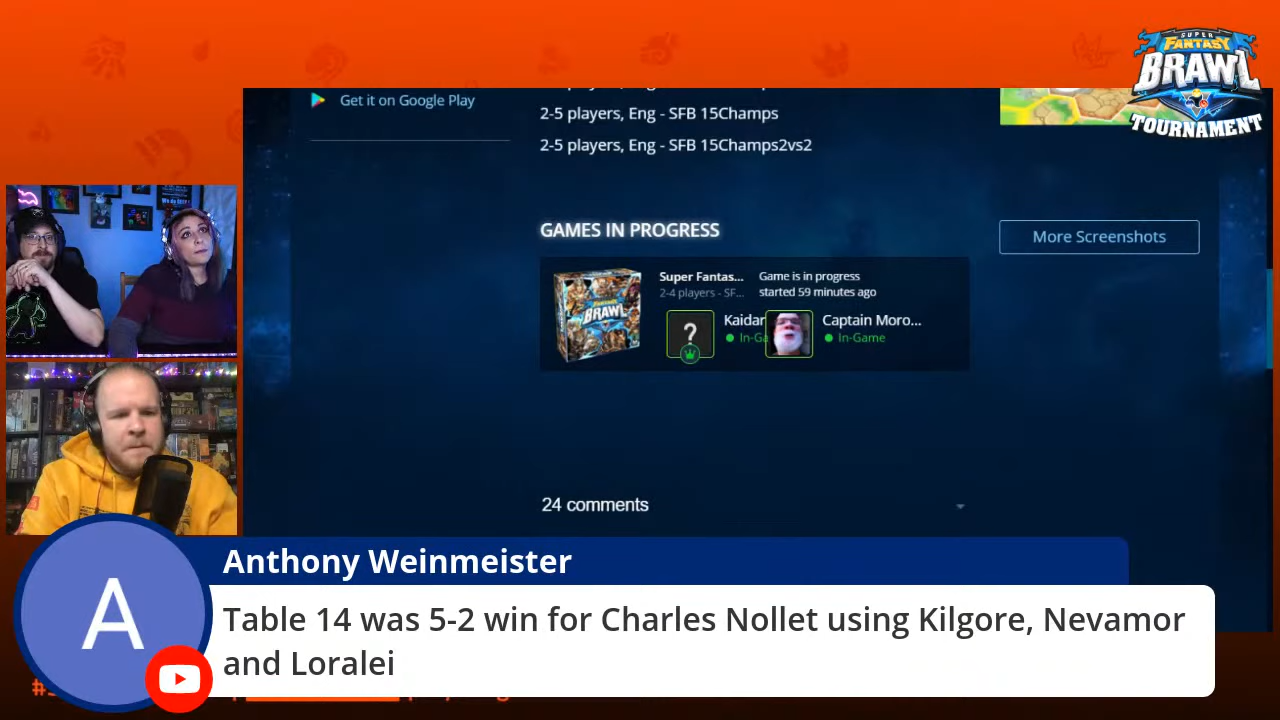 SUPER
FANTASY
BRAWL
TOURNAMENT
Get it on Google Play
2-5 players, Eng - SFB 15Champs
2-5 players, Eng - SFB 15Champs2vs2
GAMES IN PROGRESS
More Screenshots
Super Fantas...
Game is in progress
2-4 players - SF...
started 59 minutes ago
BRAWL
?
Kaidar
In-Ga
Captain Moro...
In-Game
24 comments
A
Anthony Weinmeister
Table 14 was 5-2 win for Charles Nollet using Kilgore, Nevamor
and Loralei